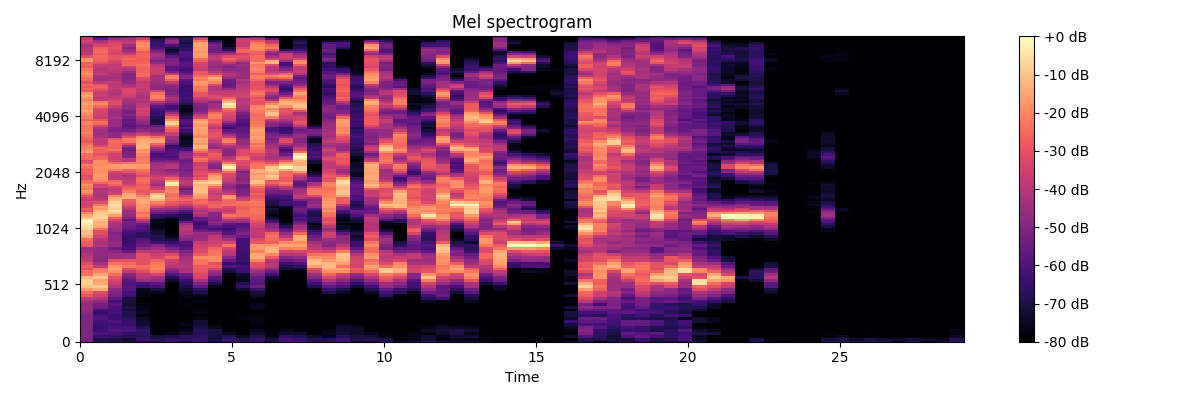 Mel spectrogram
Hz
8192
4096
2048
1024
512
0
0 5 10 15 20 25
Time
+0 dB
-10 dB
-20 dB
-30 dB
-40 dB
-50 dB
-60 dB
-70 dB
-80 dB